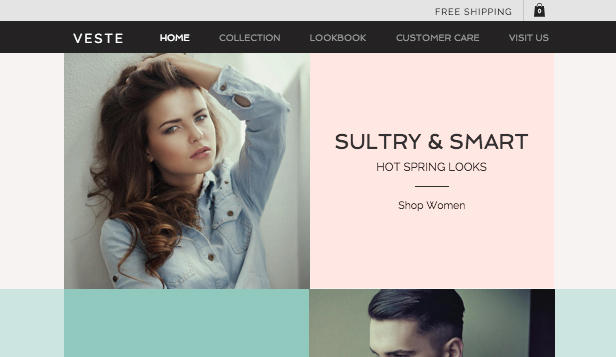 FREE SHIPPING 0
VESTE HOME COLLECTION LOOKBOOK CUSTOMER CARE VISIT US
SULTRY & SMART
HOT SPRING LOOKS
Shop Women